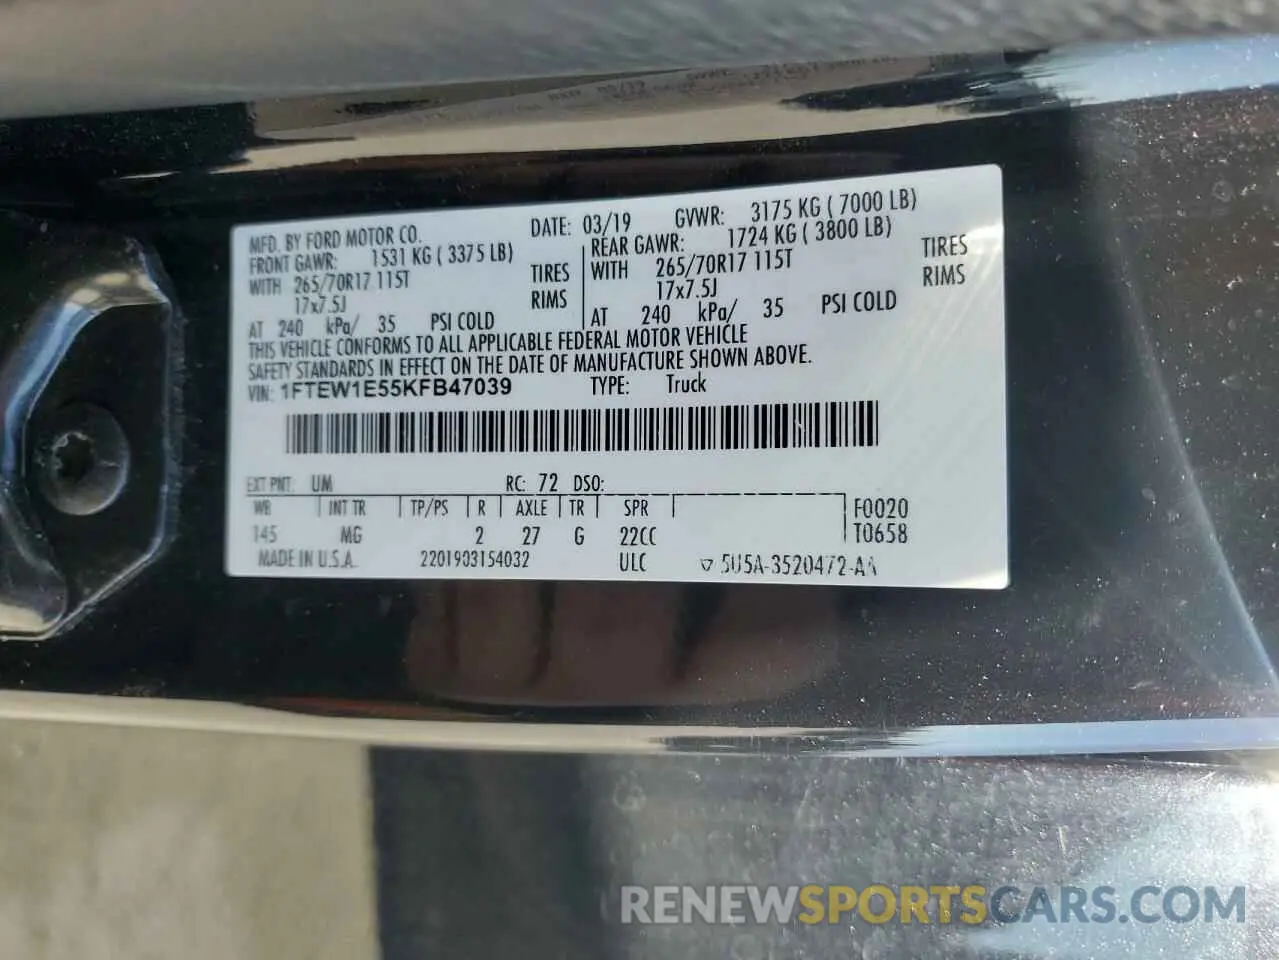 MFD. BY FORD MOTOR CO. DATE: 03/19 GVWR: 3175 KG ( 7000 LB)
FRONT GAWR: 1531 KG ( 3375 LB) REAR GAWR: 1724 KG ( 3800 LB)
WITH 265/70R17 115T TIRES WITH 265/70R17 115T TIRES
17x7.5J RIMS 17x7.5J RIMS
AT 240 kPa/ 35 PSI COLD AT 240 kPa/ 35 PSI COLD
THIS VEHICLE CONFORMS TO ALL APPLICABLE FEDERAL MOTOR VEHICLE
SAFETY STANDARDS IN EFFECT ON THE DATE OF MANUFACTURE SHOWN ABOVE.
VIN: 1FTEW1E55KFB47039 TYPE: Truck
EXT PNT: UM RC: 72 DSO:
WB INT TR TP/PS R AXLE TR SPR F0020
145 MG 2 27 G 22CC T0658
MADE IN U.S.A. 2201903154032 ULC ▽ 5U5A-3520472-AA
RENEWSPORTSCARS.COM